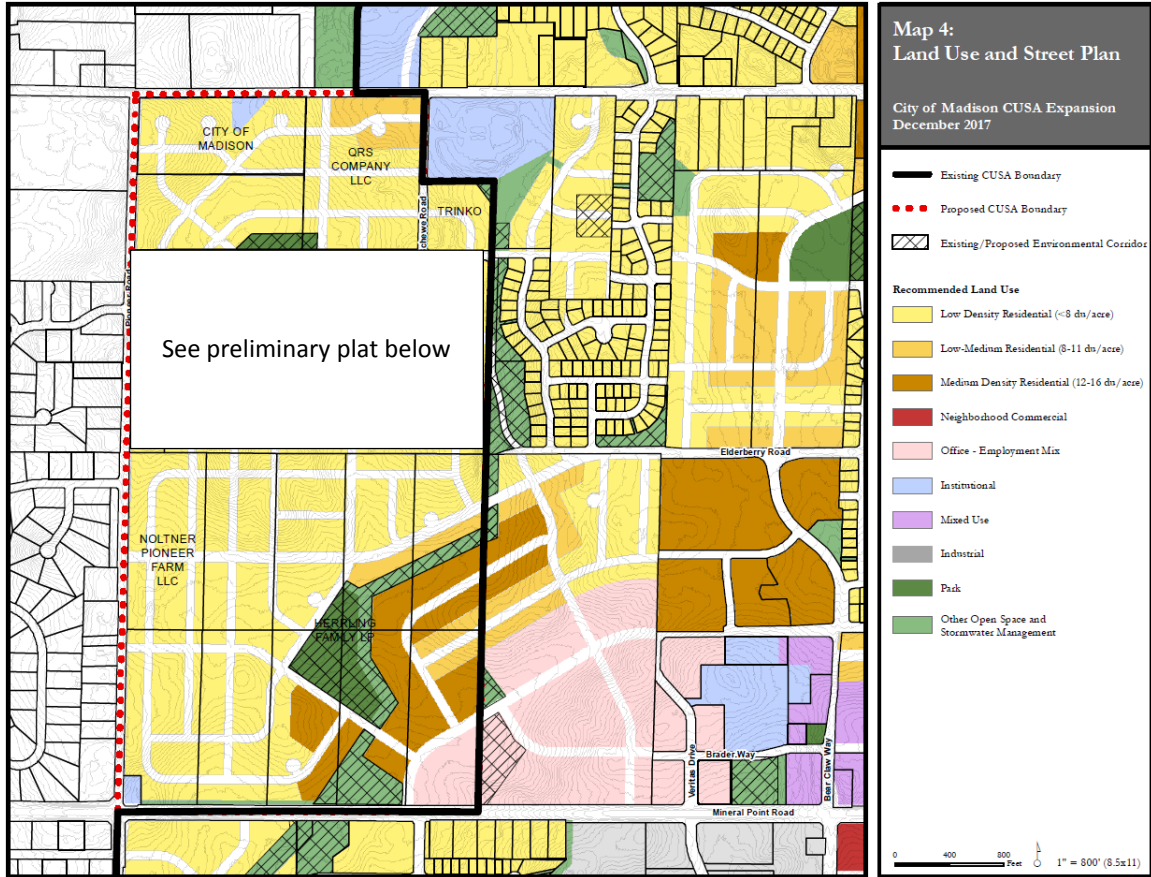 CITY OF
MADISON
QRS
COMPANY
LLC
TRINKO
chewe Road
Pioneer Road
See preliminary plat below
Elderberry Road
NOLTNER
PIONEER
FARM
LLC
HERRLING
FAMILY LP
Veritas Drive
Brader Way
Bear Claw Way
Mineral Point Road
Map 4:
Land Use and Street Plan
City of Madison CUSA Expansion
December 2017
Existing CUSA Boundary
Proposed CUSA Boundary
Existing/Proposed Environmental Corridor
Recommended Land Use
Low Density Residential (<8 du/acre)
Low-Medium Residential (8-11 du/acre)
Medium Density Residential (12-16 du/acre)
Neighborhood Commercial
Office - Employment Mix
Institutional
Mixed Use
Industrial
Park
Other Open Space and
Stormwater Management
0 400 800
Feet
1" = 800' (8.5x11)